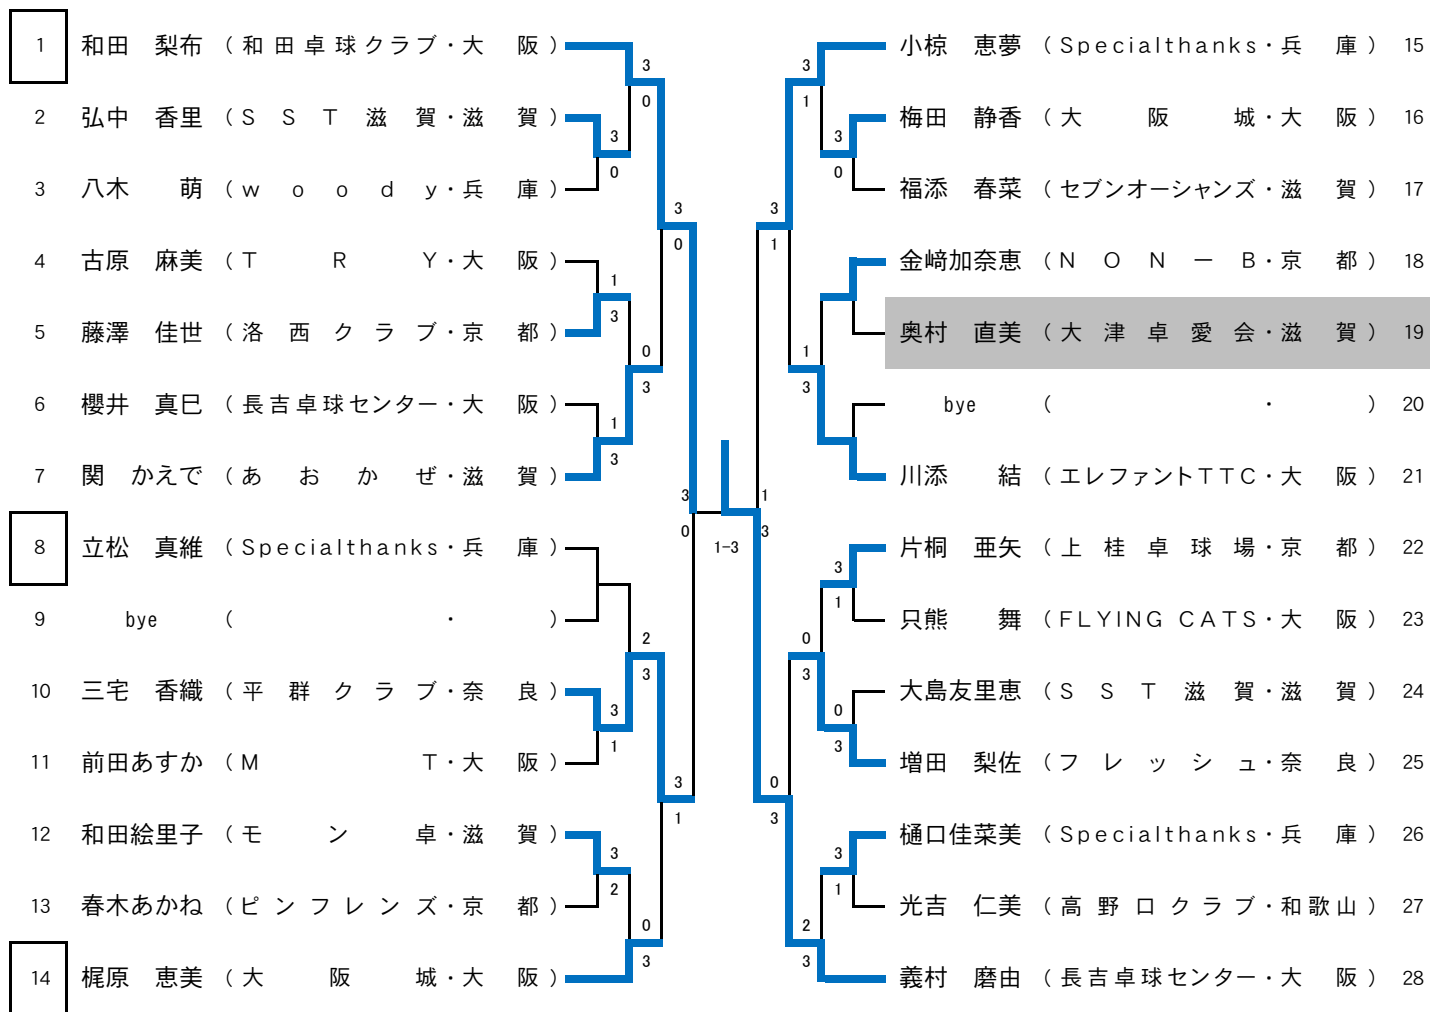 1 和田　梨布 （和田卓球クラブ・大　阪）
2 弘中　香里 （ＳＳＴ滋賀・滋　賀）
3 八木　　萌 （ｗｏｏｄｙ・兵　庫）
4 古原　麻美 （ＴＲＹ・大　阪）
5 藤澤　佳世 （洛西クラブ・京　都）
6 櫻井　真巳 （長吉卓球センター・大　阪）
7 関　かえで （あおかぜ・滋　賀）
8 立松　真維 （Specialthanks・兵　庫）
9 bye （　・　）
10 三宅　香織 （平群クラブ・奈　良）
11 前田あすか （ＭＴ・大　阪）
12 和田絵里子 （モン卓・滋　賀）
13 春木あかね （ピンフレンズ・京　都）
14 梶原　恵美 （大阪城・大　阪）
3
0
3
0
3
0
1
3
0
3
1
3
3
0
2
3
3
1
3
1
3
2
0
3
1-3
3
1
3
0
3
1
1
3
1
3
3
1
0
3
0
3
0
3
3
1
2
3
小椋　恵夢 （Specialthanks・兵　庫） 15
梅田　静香 （大阪城・大　阪） 16
福添　春菜 （セブンオーシャンズ・滋　賀） 17
金﨑加奈恵 （ＮＯＮ－Ｂ・京　都） 18
奥村　直美 （大津卓愛会・滋　賀） 19
bye （　・　） 20
川添　　結 （エレファントＴＴＣ・大　阪） 21
片桐　亜矢 （上桂卓球場・京　都） 22
只熊　　舞 （FLYING CATS・大　阪） 23
大島友里恵 （ＳＳＴ滋賀・滋　賀） 24
増田　梨佐 （フレッシュ・奈　良） 25
樋口佳菜美 （Specialthanks・兵　庫） 26
光吉　仁美 （高野口クラブ・和歌山） 27
義村　磨由 （長吉卓球センター・大　阪） 28